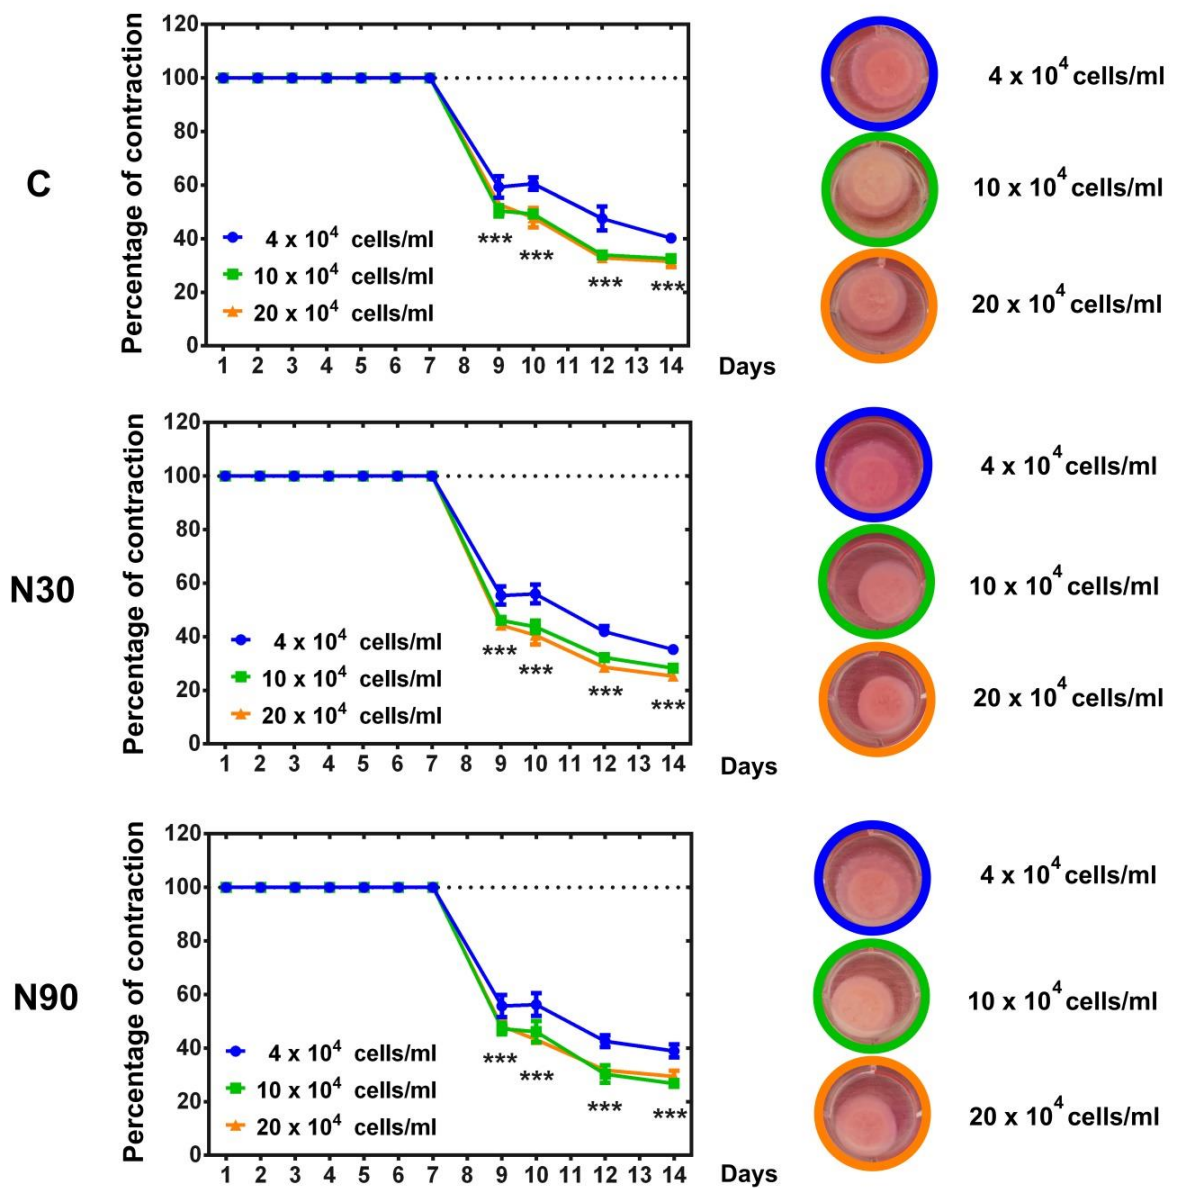 C
Percentage of contraction
120
100
80
60
40
20
0
4 x 10⁴ cells/ml
10 x 10⁴ cells/ml
20 x 10⁴ cells/ml
***
***
***
***
1 2 3 4 5 6 7 8 9 10 11 12 13 14 Days
4 x 10⁴ cells/ml
10 x 10⁴ cells/ml
20 x 10⁴ cells/ml
N30
Percentage of contraction
120
100
80
60
40
20
0
4 x 10⁴ cells/ml
10 x 10⁴ cells/ml
20 x 10⁴ cells/ml
***
***
***
***
1 2 3 4 5 6 7 8 9 10 11 12 13 14 Days
4 x 10⁴ cells/ml
10 x 10⁴ cells/ml
20 x 10⁴ cells/ml
N90
Percentage of contraction
120
100
80
60
40
20
0
4 x 10⁴ cells/ml
10 x 10⁴ cells/ml
20 x 10⁴ cells/ml
***
***
***
***
1 2 3 4 5 6 7 8 9 10 11 12 13 14 Days
4 x 10⁴ cells/ml
10 x 10⁴ cells/ml
20 x 10⁴ cells/ml